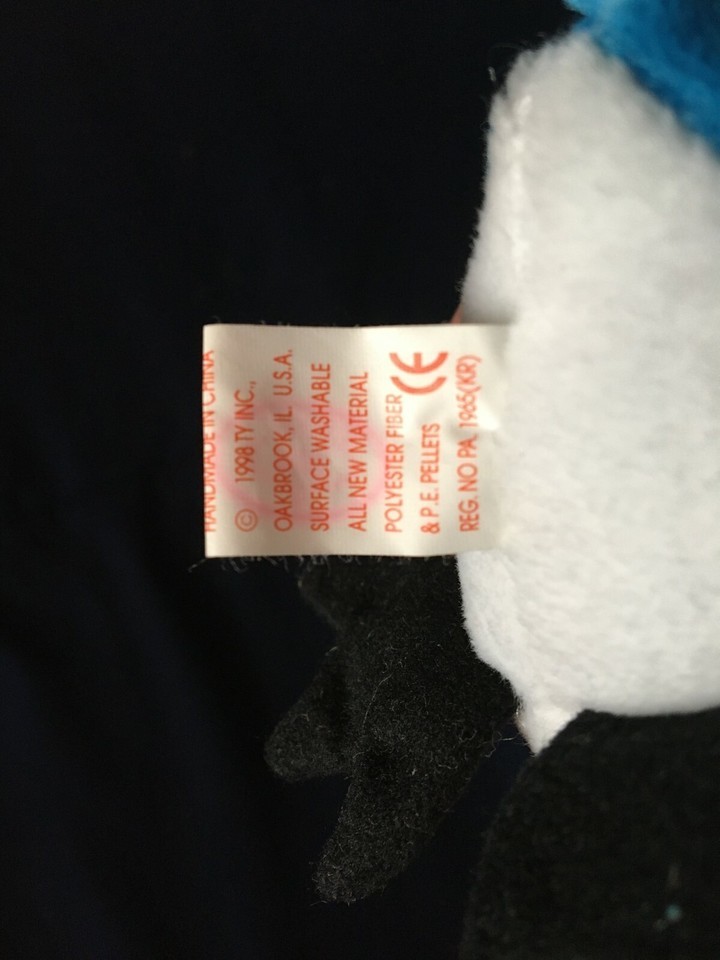 HANDMADE IN CHINA
© 1998 TY INC.,
OAKBROOK, IL. U.S.A.
SURFACE WASHABLE
ALL NEW MATERIAL
POLYESTER FIBER
& P.E. PELLETS CE
REG. NO PA. 1965(KR)